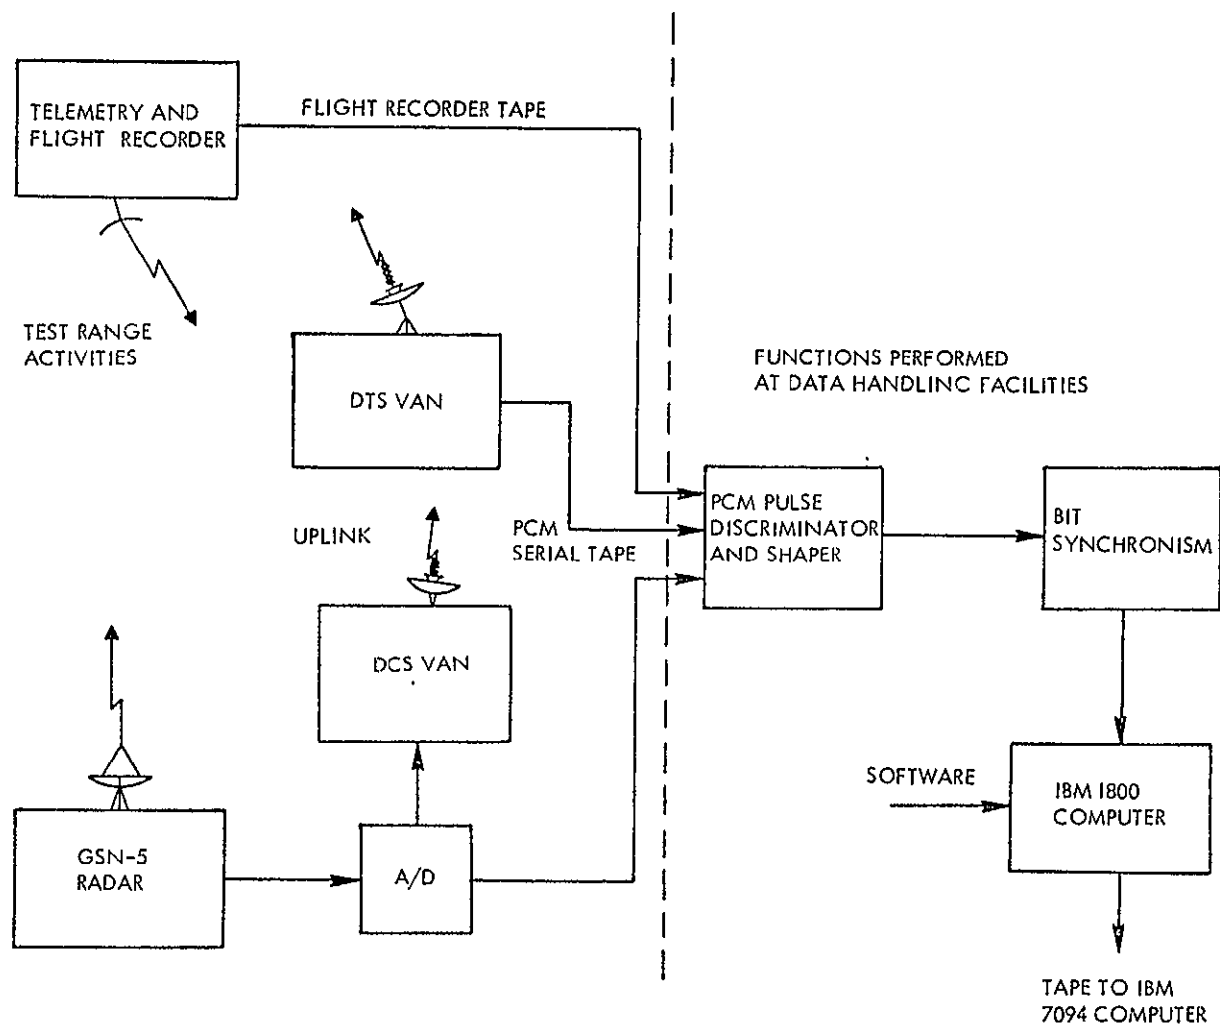 TELEMETRY AND
FLIGHT RECORDER
FLIGHT RECORDER TAPE
TEST RANGE
ACTIVITIES
DTS VAN
FUNCTIONS PERFORMED
AT DATA HANDLING FACILITIES
UPLINK
PCM
SERIAL TAPE
PCM PULSE
DISCRIMINATOR
AND SHAPER
BIT
SYNCHRONISM
DCS VAN
SOFTWARE
IBM 1800
COMPUTER
GSN-5
RADAR
A/D
TAPE TO IBM
7094 COMPUTER